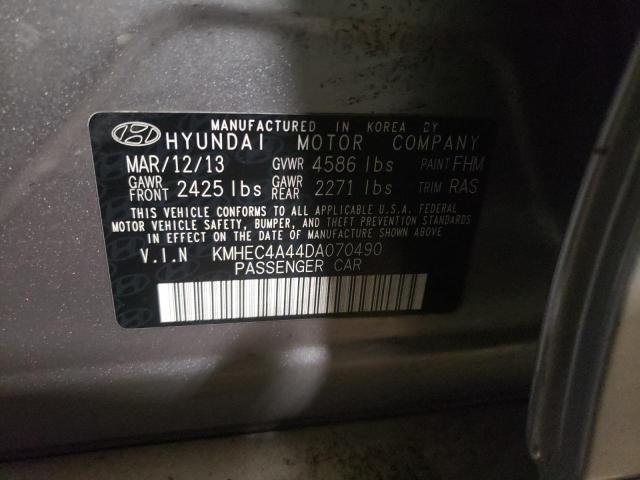 MANUFACTURED IN KOREA BY
HYUNDAI MOTOR COMPANY
MAR/12/13 GVWR 4586 lbs PAINT FHM
GAWR FRONT 2425 lbs GAWR REAR 2271 lbs TRIM RAS
THIS VEHICLE CONFORMS TO ALL APPLICABLE U.S.A. FEDERAL
MOTOR VEHICLE SAFETY, BUMPER, AND THEFT PREVENTION STANDARDS
IN EFFECT ON THE DATE OF MANUFACTURE SHOWN ABOVE
V.I.N KMHEC4A44DA070490
PASSENGER CAR